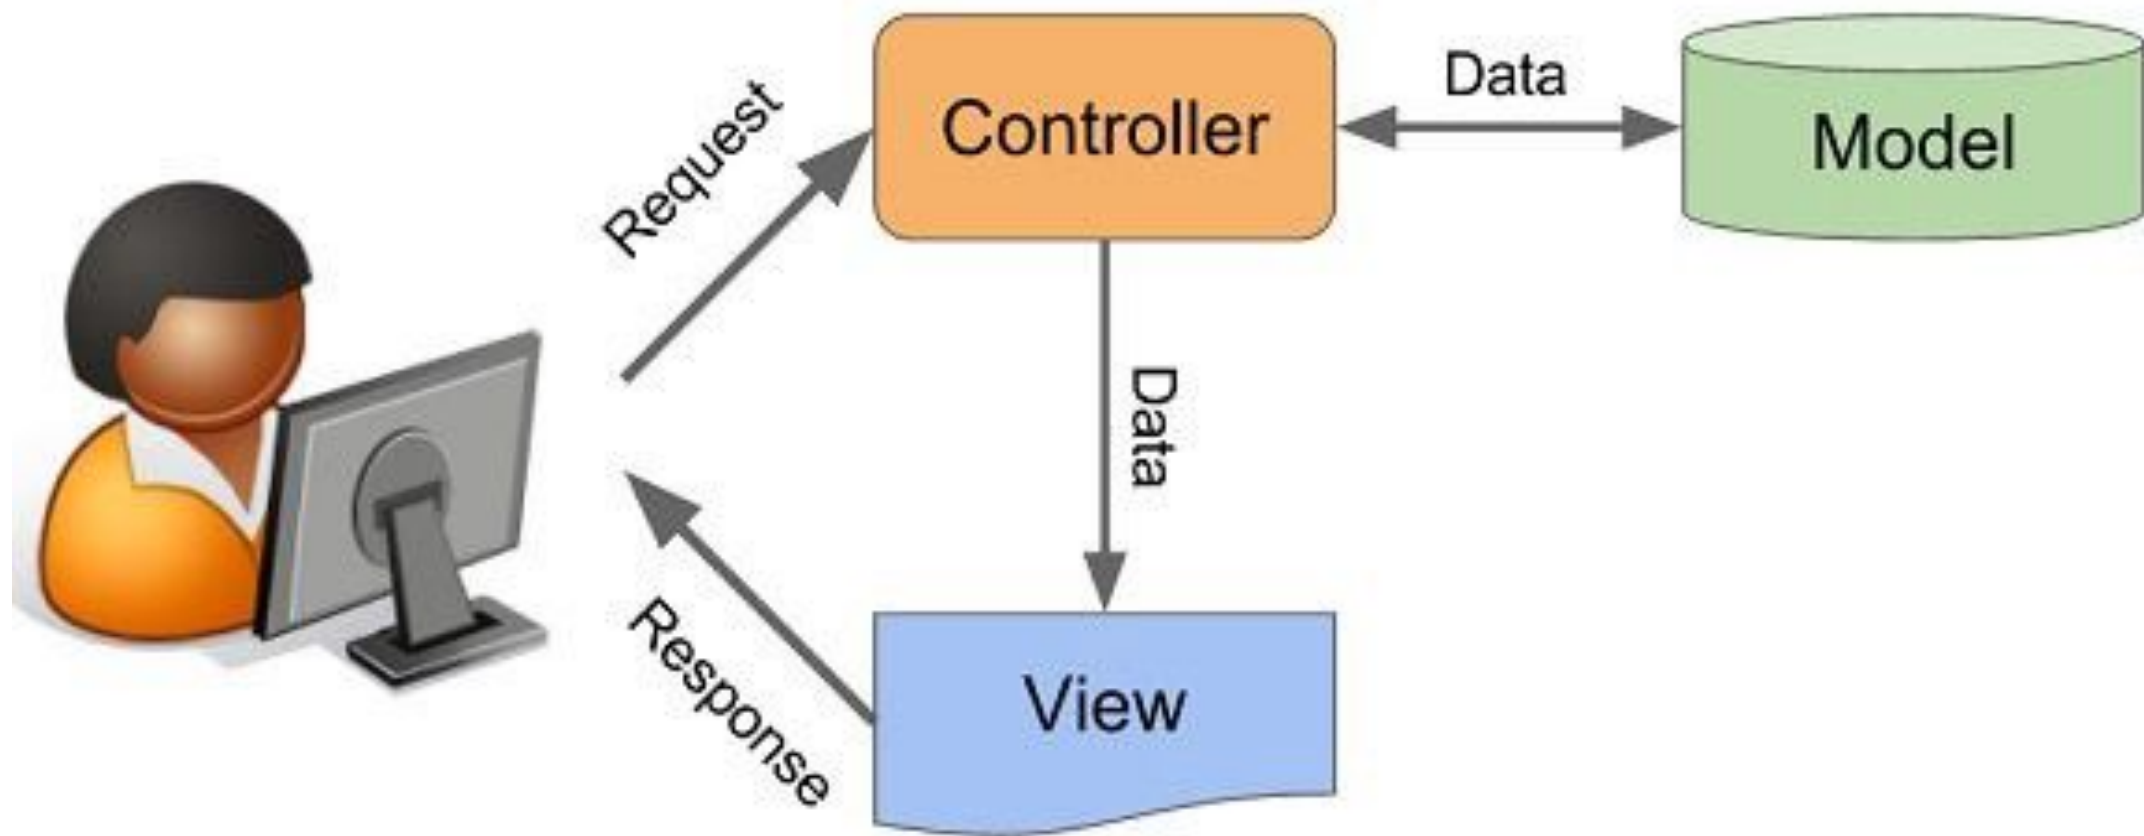 Request
Controller
Data
Model
Data
Response
View